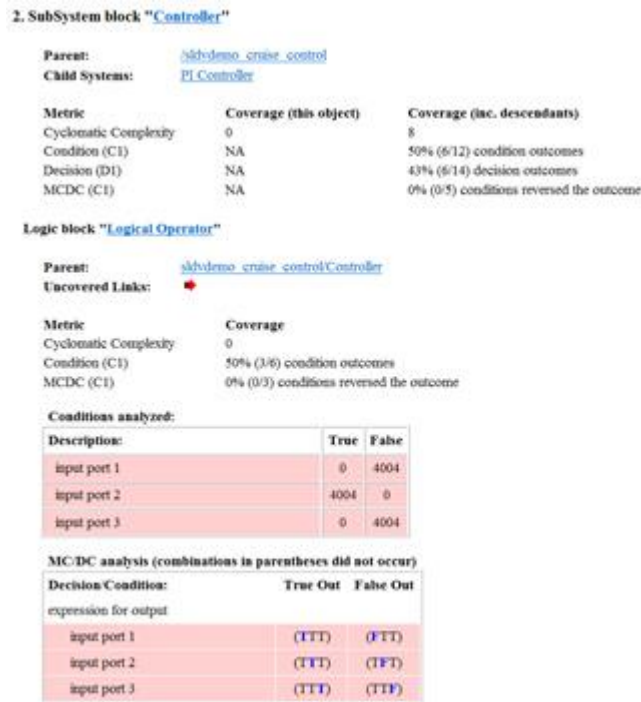 2. SubSystem block "Controller"
Parent: /sldvdemo_cruise_control
Child Systems: PI Controller
Metric Coverage (this object) Coverage (inc. descendants)
Cyclomatic Complexity 0 8
Condition (C1) NA 50% (6/12) condition outcomes
Decision (D1) NA 43% (6/14) decision outcomes
MCDC (C1) NA 0% (0/5) conditions reversed the outcome
Logic block "Logical Operator"
Parent: sldvdemo_cruise_control/Controller
Uncovered Links:
Metric Coverage
Cyclomatic Complexity 0
Condition (C1) 50% (3/6) condition outcomes
MCDC (C1) 0% (0/3) conditions reversed the outcome
Conditions analyzed:
Description: True False
input port 1 0 4004
input port 2 4004 0
input port 3 0 4004
MC/DC analysis (combinations in parentheses did not occur)
Decision/Condition: True Out False Out
expression for output
input port 1 (TTT) (FTT)
input port 2 (TTT) (TFT)
input port 3 (TTT) (TTF)